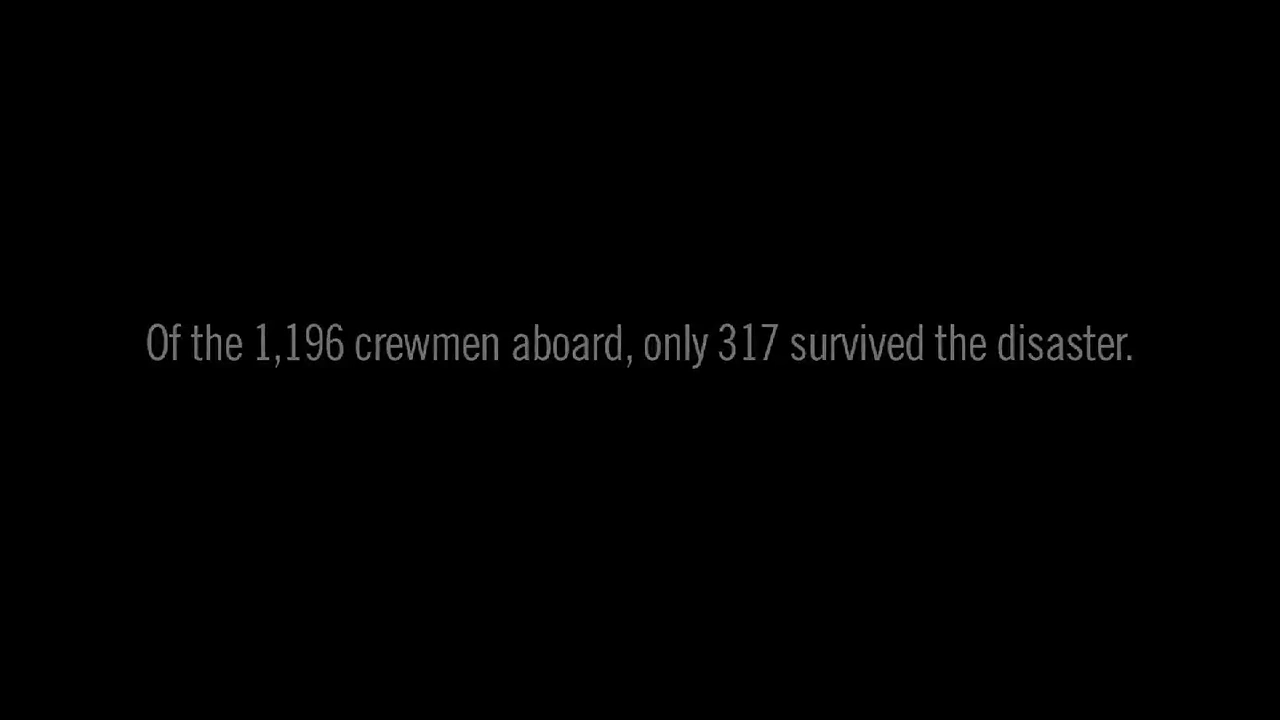 Of the 1,196 crewmen aboard, only 317 survived the disaster.